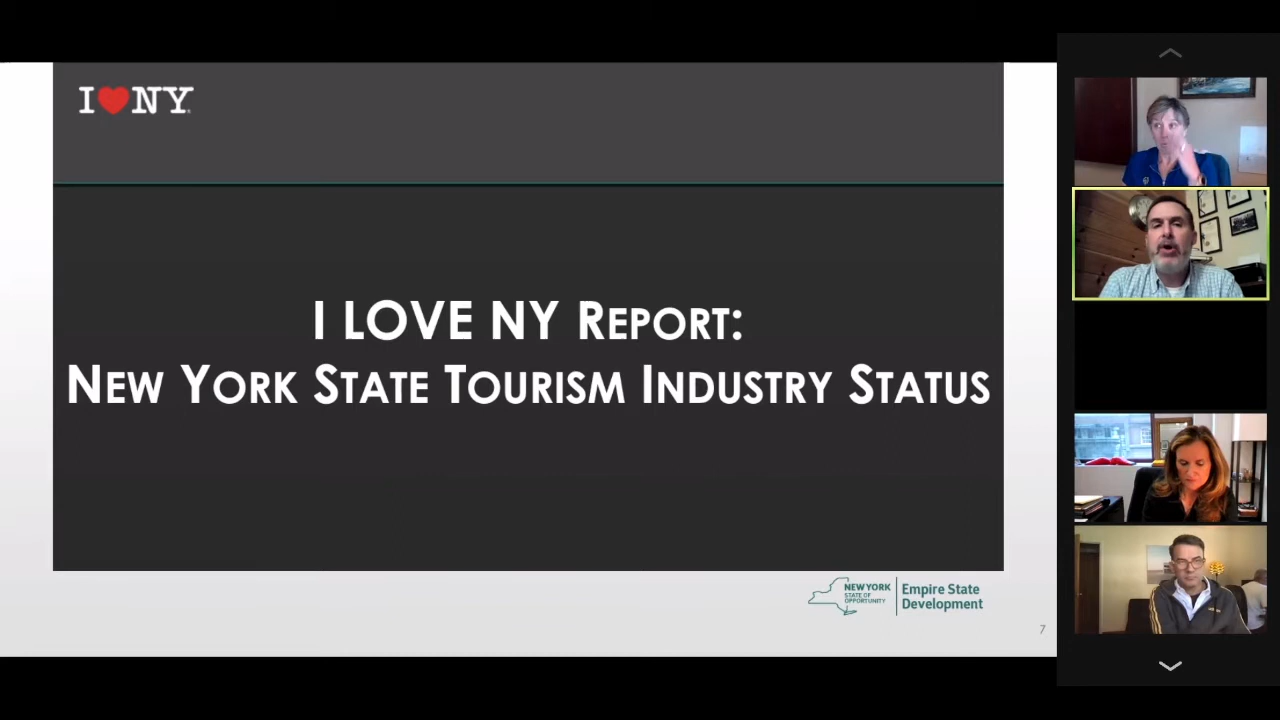 I ♥ NY
I LOVE NY REPORT:
NEW YORK STATE TOURISM INDUSTRY STATUS
NEW YORK
STATE OF
OPPORTUNITY
Empire State
Development
7